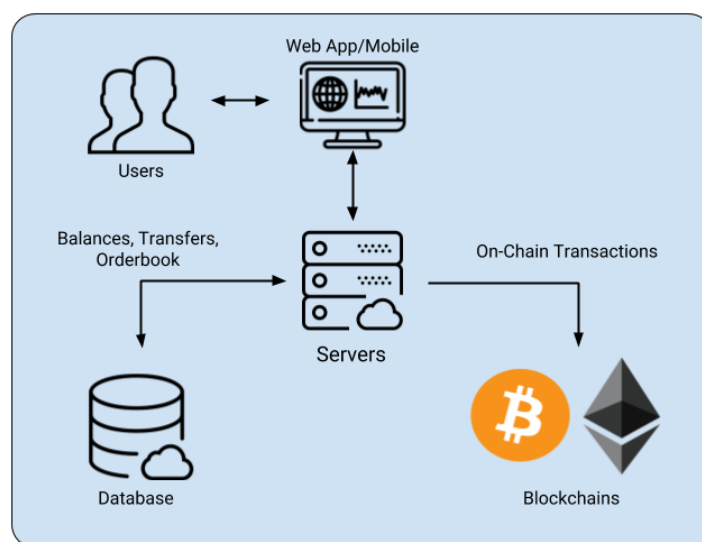 Web App/Mobile
Users
Balances, Transfers,
Orderbook
On-Chain Transactions
Servers
Database
Blockchains